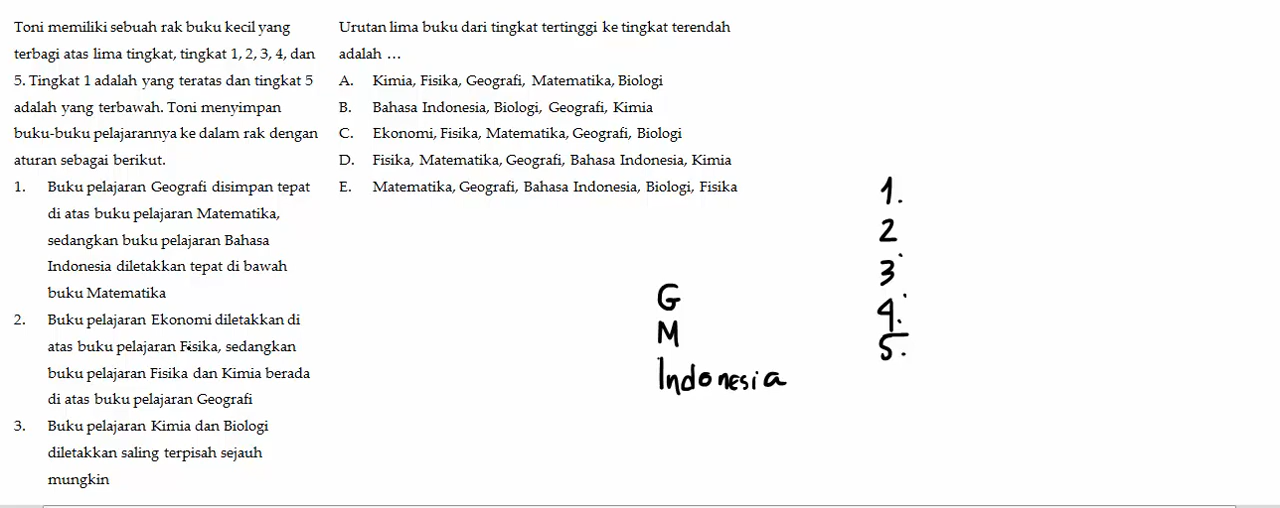 Toni memiliki sebuah rak buku kecil yang
terbagi atas lima tingkat, tingkat 1, 2, 3, 4, dan
5. Tingkat 1 adalah yang teratas dan tingkat 5
adalah yang terbawah. Toni menyimpan
buku-buku pelajarannya ke dalam rak dengan
aturan sebagai berikut.
1. Buku pelajaran Geografi disimpan tepat
di atas buku pelajaran Matematika,
sedangkan buku pelajaran Bahasa
Indonesia diletakkan tepat di bawah
buku Matematika
2. Buku pelajaran Ekonomi diletakkan di
atas buku pelajaran Fisika, sedangkan
buku pelajaran Fisika dan Kimia berada
di atas buku pelajaran Geografi
3. Buku pelajaran Kimia dan Biologi
diletakkan saling terpisah sejauh
mungkin
Urutan lima buku dari tingkat tertinggi ke tingkat terendah
adalah …
A. Kimia, Fisika, Geografi, Matematika, Biologi
B. Bahasa Indonesia, Biologi, Geografi, Kimia
C. Ekonomi, Fisika, Matematika, Geografi, Biologi
D. Fisika, Matematika, Geografi, Bahasa Indonesia, Kimia
E. Matematika, Geografi, Bahasa Indonesia, Biologi, Fisika
G
M
Indonesia
1.
2
3.
4.
5.